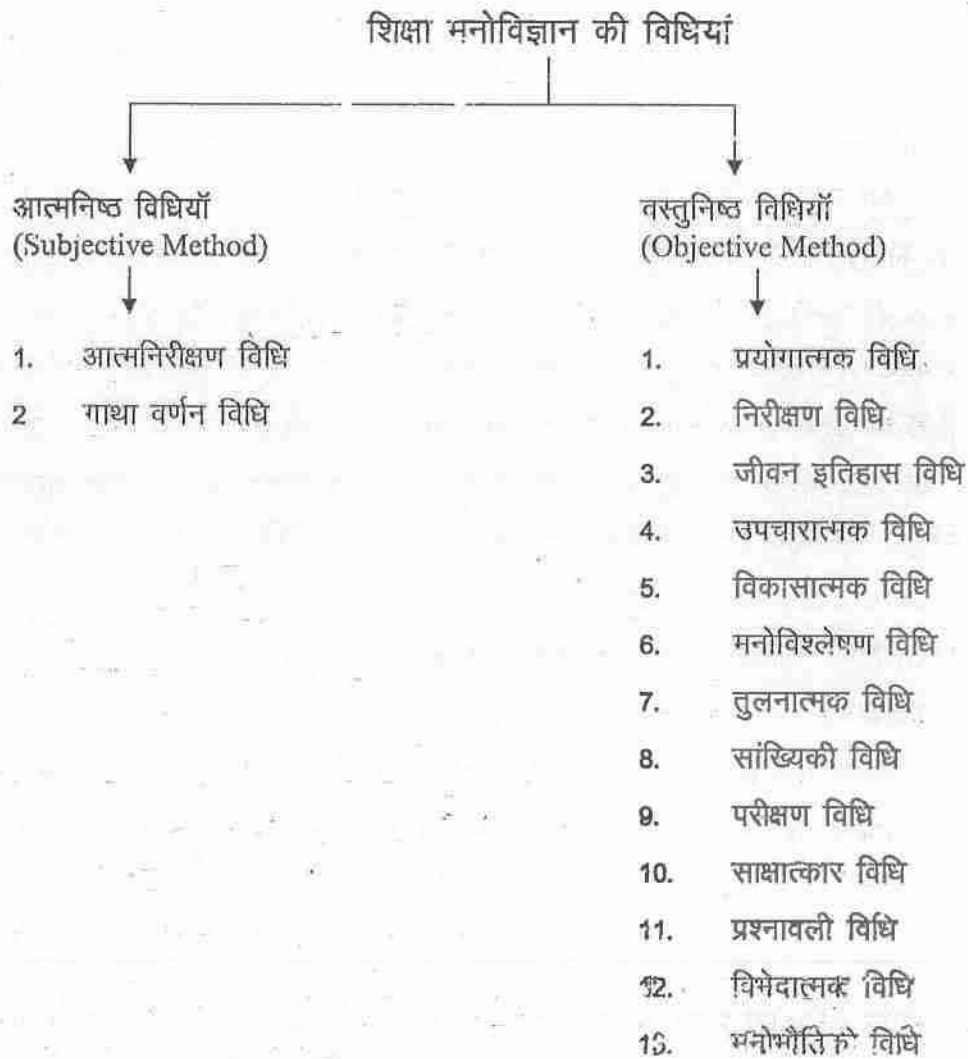 शिक्षा मनोविज्ञान की विधियां
आत्मनिष्ठ विधियॉ
(Subjective Method)
1. आत्मनिरीक्षण विधि
2 गाथा वर्णन विधि
वस्तुनिष्ठ विधियॉ
(Objective Method)
1. प्रयोगात्मक विधि
2. निरीक्षण विधि
3. जीवन इतिहास विधि
4. उपचारात्मक विधि
5. विकासात्मक विधि
6. मनोविश्लेषण विधि
7. तुलनात्मक विधि
8. सांख्यिकी विधि
9. परीक्षण विधि
10. साक्षात्कार विधि
11. प्रश्नावली विधि
12. विभेदात्मक विधि
13. मनोभौतिकी विधि